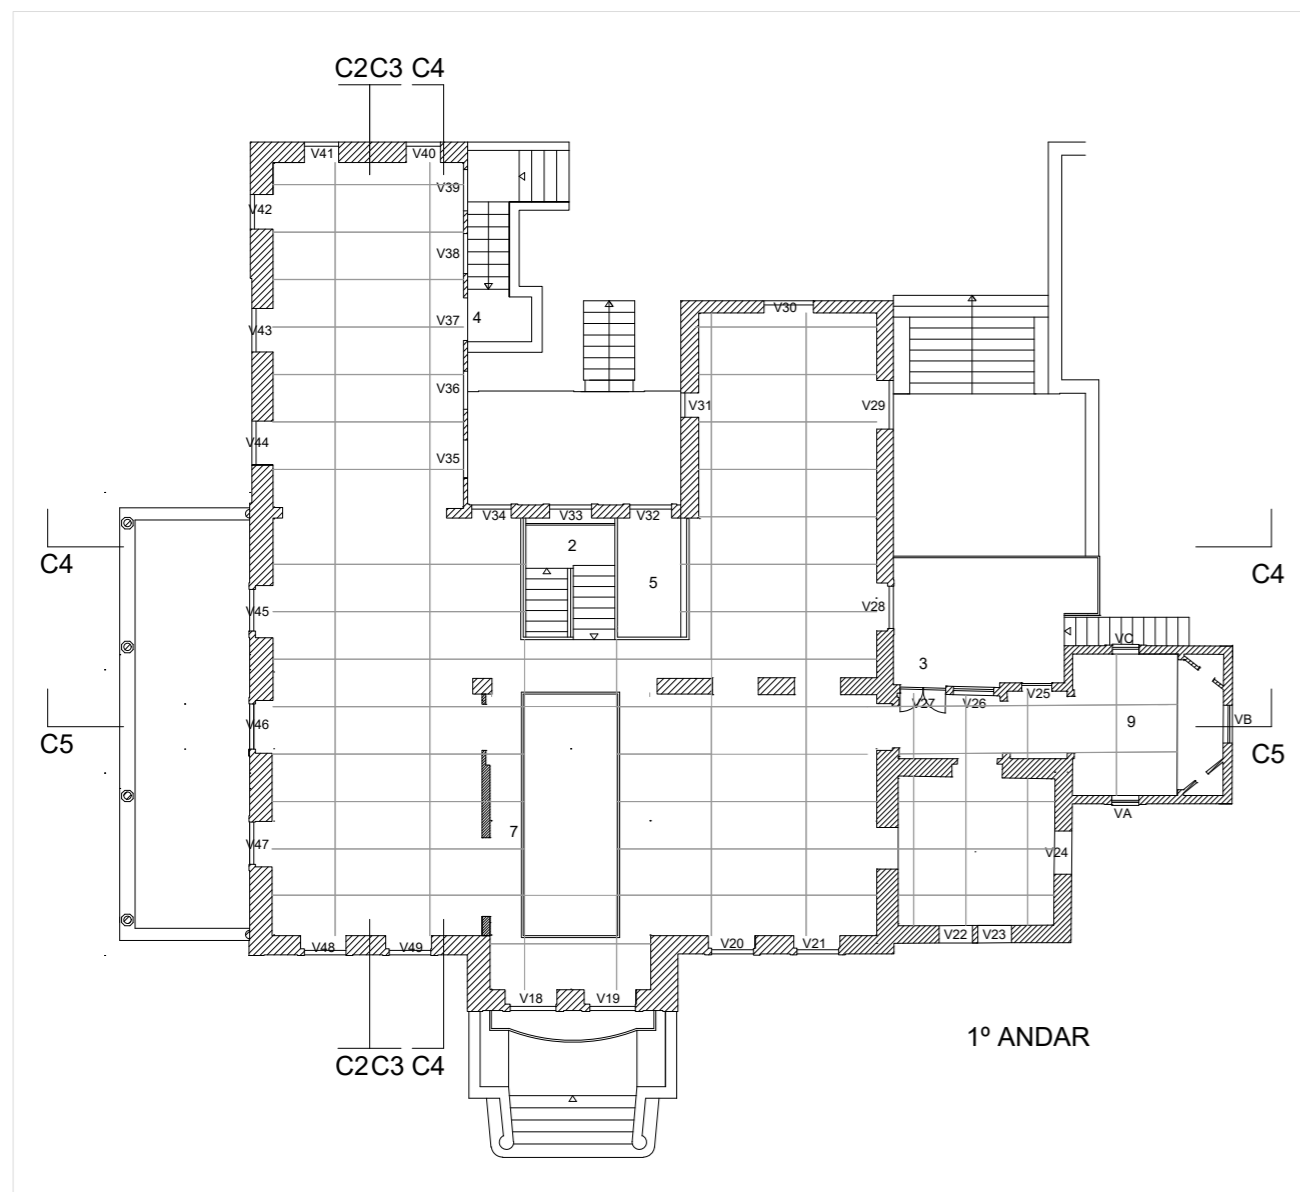 C2C3 C4
V41 V40
V39
V42
V38
V30
V37 4
V43
V36
V31 V29
V44 V35
V34 V33 V32
2
C4 C4
5
V45 V28
VC
3
V27 V26 V25
V46 9 VB
C5 C5
VA
7
V47 V24
V48 V49 V20 V21 V22 V23
V18 V19
1º ANDAR
C2C3 C4